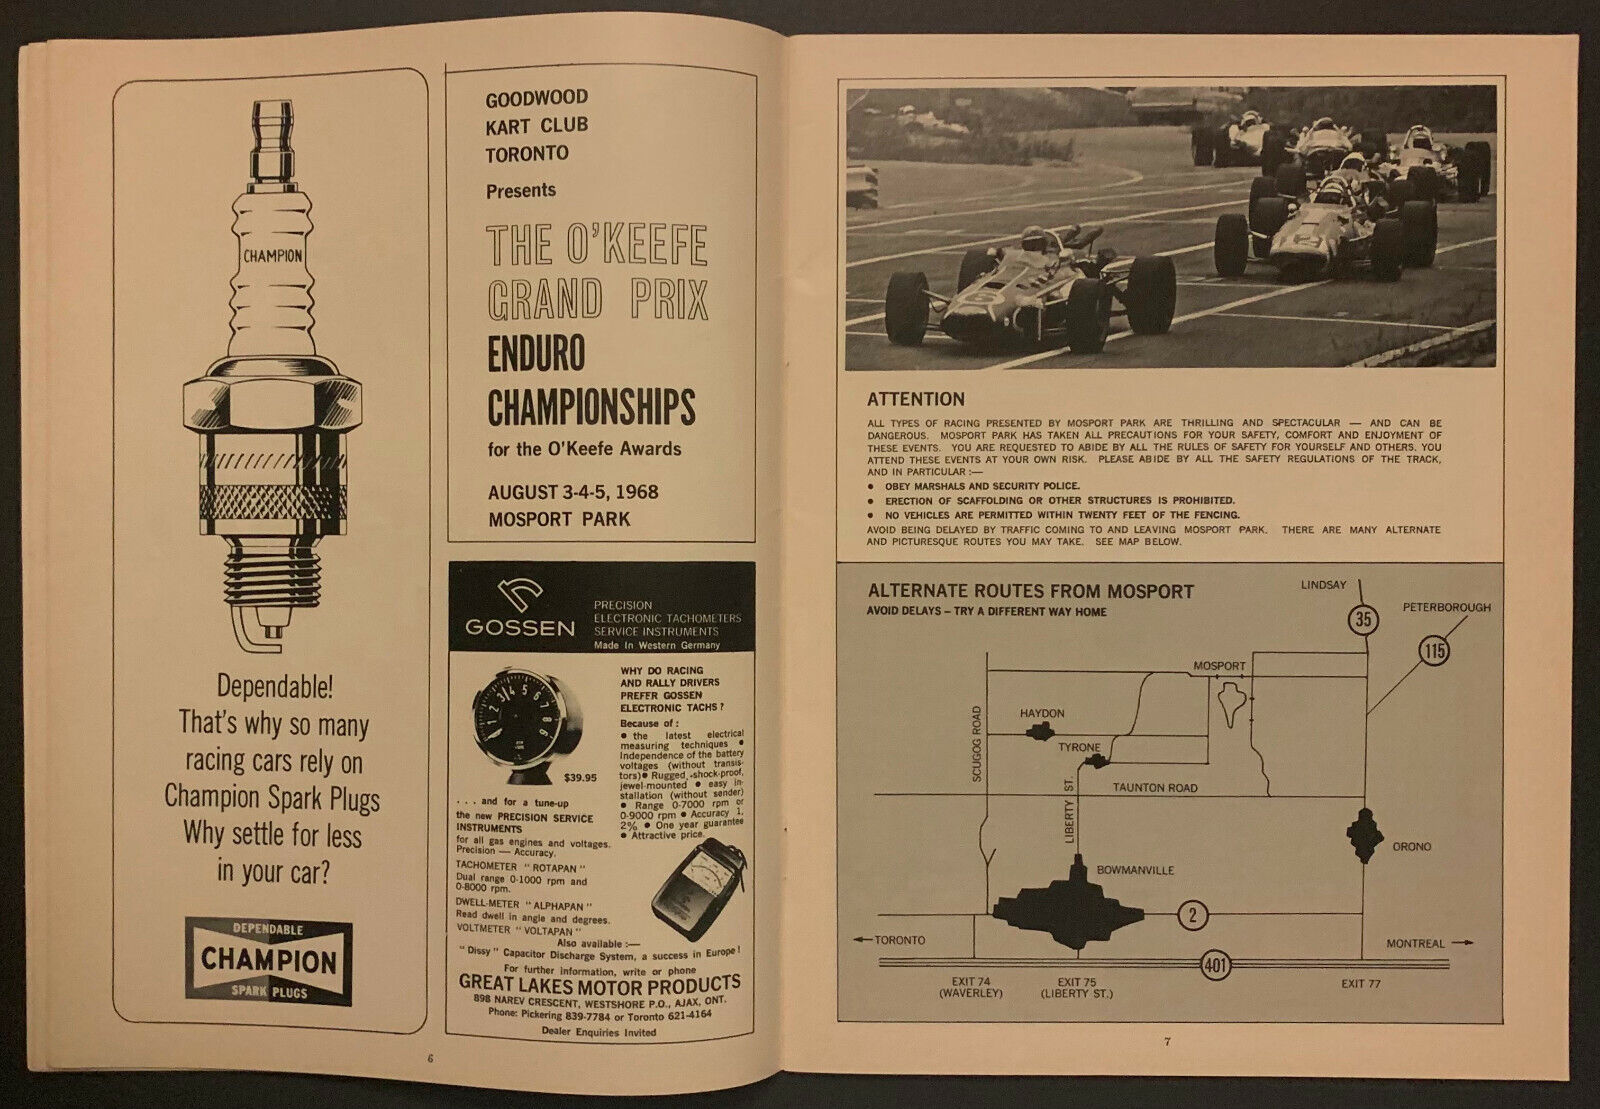 CHAMPION
Dependable!
That's why so many
racing cars rely on
Champion Spark Plugs
Why settle for less
in your car?
DEPENDABLE
CHAMPION
SPARK PLUGS
GOODWOOD
KART CLUB
TORONTO
Presents
THE O'KEEFE
GRAND PRIX
ENDURO
CHAMPIONSHIPS
for the O'Keefe Awards
AUGUST 3-4-5, 1968
MOSPORT PARK
GOSSEN
PRECISION
ELECTRONIC TACHOMETERS
SERVICE INSTRUMENTS
Made In Western Germany
1 2 3 4 5 6 7 8 9
$39.95
WHY DO RACING
AND RALLY DRIVERS
PREFER GOSSEN
ELECTRONIC TACHS ?
Because of :
• the latest electrical
measuring techniques •
Independence of the battery
voltages (without transis-
tors) • Rugged, shock-proof,
jewel-mounted • easy in-
stallation (without sender)
• Range 0-7000 rpm or
0-9000 rpm • Accuracy 1.
2% • One year guarantee
• Attractive price.
. . . and for a tune-up
the new PRECISION SERVICE
INSTRUMENTS
for all gas engines and voltages.
Precision — Accuracy.
TACHOMETER " ROTAPAN "
Dual range 0-1000 rpm and
0-8000 rpm.
DWELL-METER " ALPHAPAN "
Read dwell in angle and degrees.
VOLTMETER " VOLTAPAN "
Also available :—
" Dissy " Capacitor Discharge System, a success in Europe !
For further information, write or phone
GREAT LAKES MOTOR PRODUCTS
898 NAREV CRESCENT, WESTSHORE P.O., AJAX, ONT.
Phone: Pickering 839-7784 or Toronto 621-4164
Dealer Enquiries Invited
6
ATTENTION
ALL TYPES OF RACING PRESENTED BY MOSPORT PARK ARE THRILLING AND SPECTACULAR — AND CAN BE
DANGEROUS. MOSPORT PARK HAS TAKEN ALL PRECAUTIONS FOR YOUR SAFETY, COMFORT AND ENJOYMENT OF
THESE EVENTS. YOU ARE REQUESTED TO ABIDE BY ALL THE RULES OF SAFETY FOR YOURSELF AND OTHERS. YOU
ATTEND THESE EVENTS AT YOUR OWN RISK. PLEASE ABIDE BY ALL THE SAFETY REGULATIONS OF THE TRACK,
AND IN PARTICULAR :—
• OBEY MARSHALS AND SECURITY POLICE.
• ERECTION OF SCAFFOLDING OR OTHER STRUCTURES IS PROHIBITED.
• NO VEHICLES ARE PERMITTED WITHIN TWENTY FEET OF THE FENCING.
AVOID BEING DELAYED BY TRAFFIC COMING TO AND LEAVING MOSPORT PARK. THERE ARE MANY ALTERNATE
AND PICTURESQUE ROUTES YOU MAY TAKE. SEE MAP BELOW.
ALTERNATE ROUTES FROM MOSPORT
AVOID DELAYS – TRY A DIFFERENT WAY HOME
LINDSAY
PETERBOROUGH
35
115
MOSPORT
SCUGOG ROAD
HAYDON
TYRONE
LIBERTY ST.
TAUNTON ROAD
ORONO
BOWMANVILLE
2
TORONTO
MONTREAL
401
EXIT 74
(WAVERLEY)
EXIT 75
(LIBERTY ST.)
EXIT 77
7